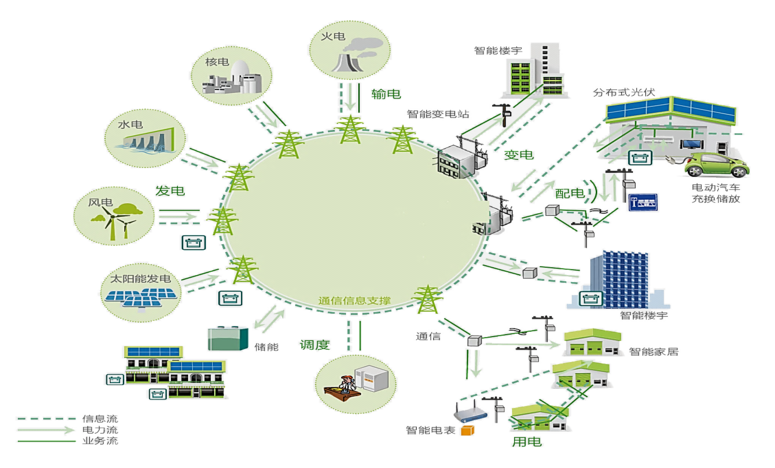 火电
智能楼宇
核电
输电
分布式光伏
智能变电站
水电
变电
发电
配电
电动汽车
充换储放
风电
太阳能发电
通信信息支撑
智能楼宇
储能
调度
通信
智能家居
信息流
电力流
业务流
智能电表
用电